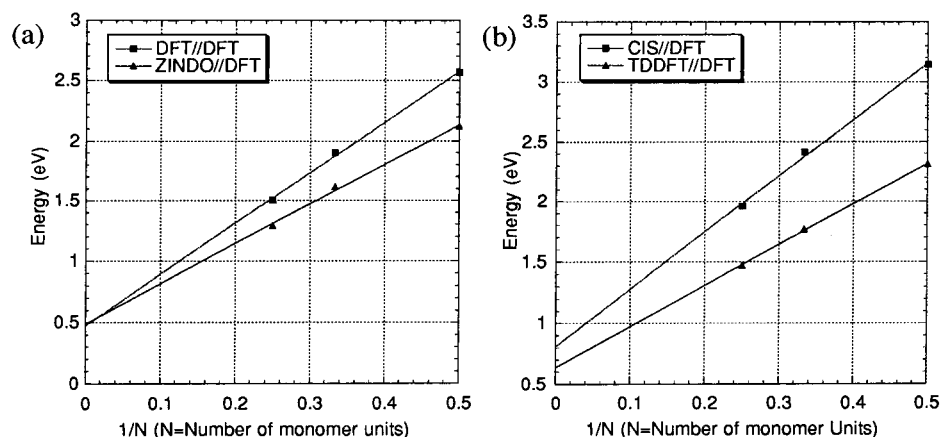 (a)
DFT//DFT
ZINDO//DFT
3
2.5
2
1.5
1
0.5
0
Energy (eV)
0 0.1 0.2 0.3 0.4 0.5
1/N (N=Number of monomer units)
(b)
CIS//DFT
TDDFT//DFT
3.5
3
2.5
2
1.5
1
0.5
Energy (eV)
0 0.1 0.2 0.3 0.4 0.5
1/N (N=Number of monomer Units)